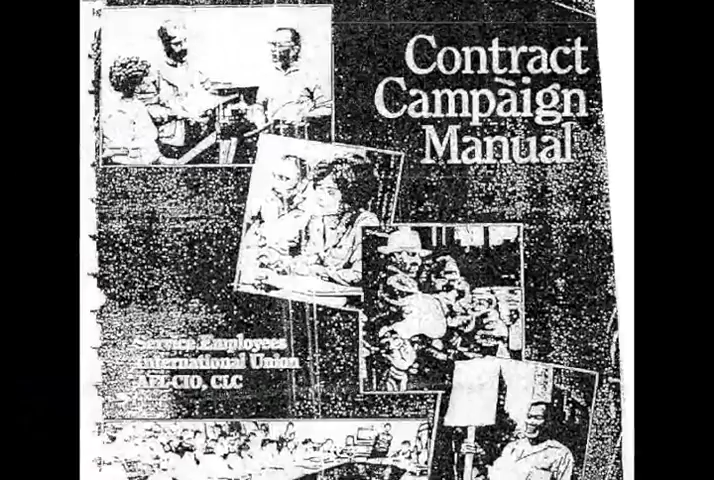 Contract
Campaign
Manual
Service Employees
International Union
AFL-CIO, CLC